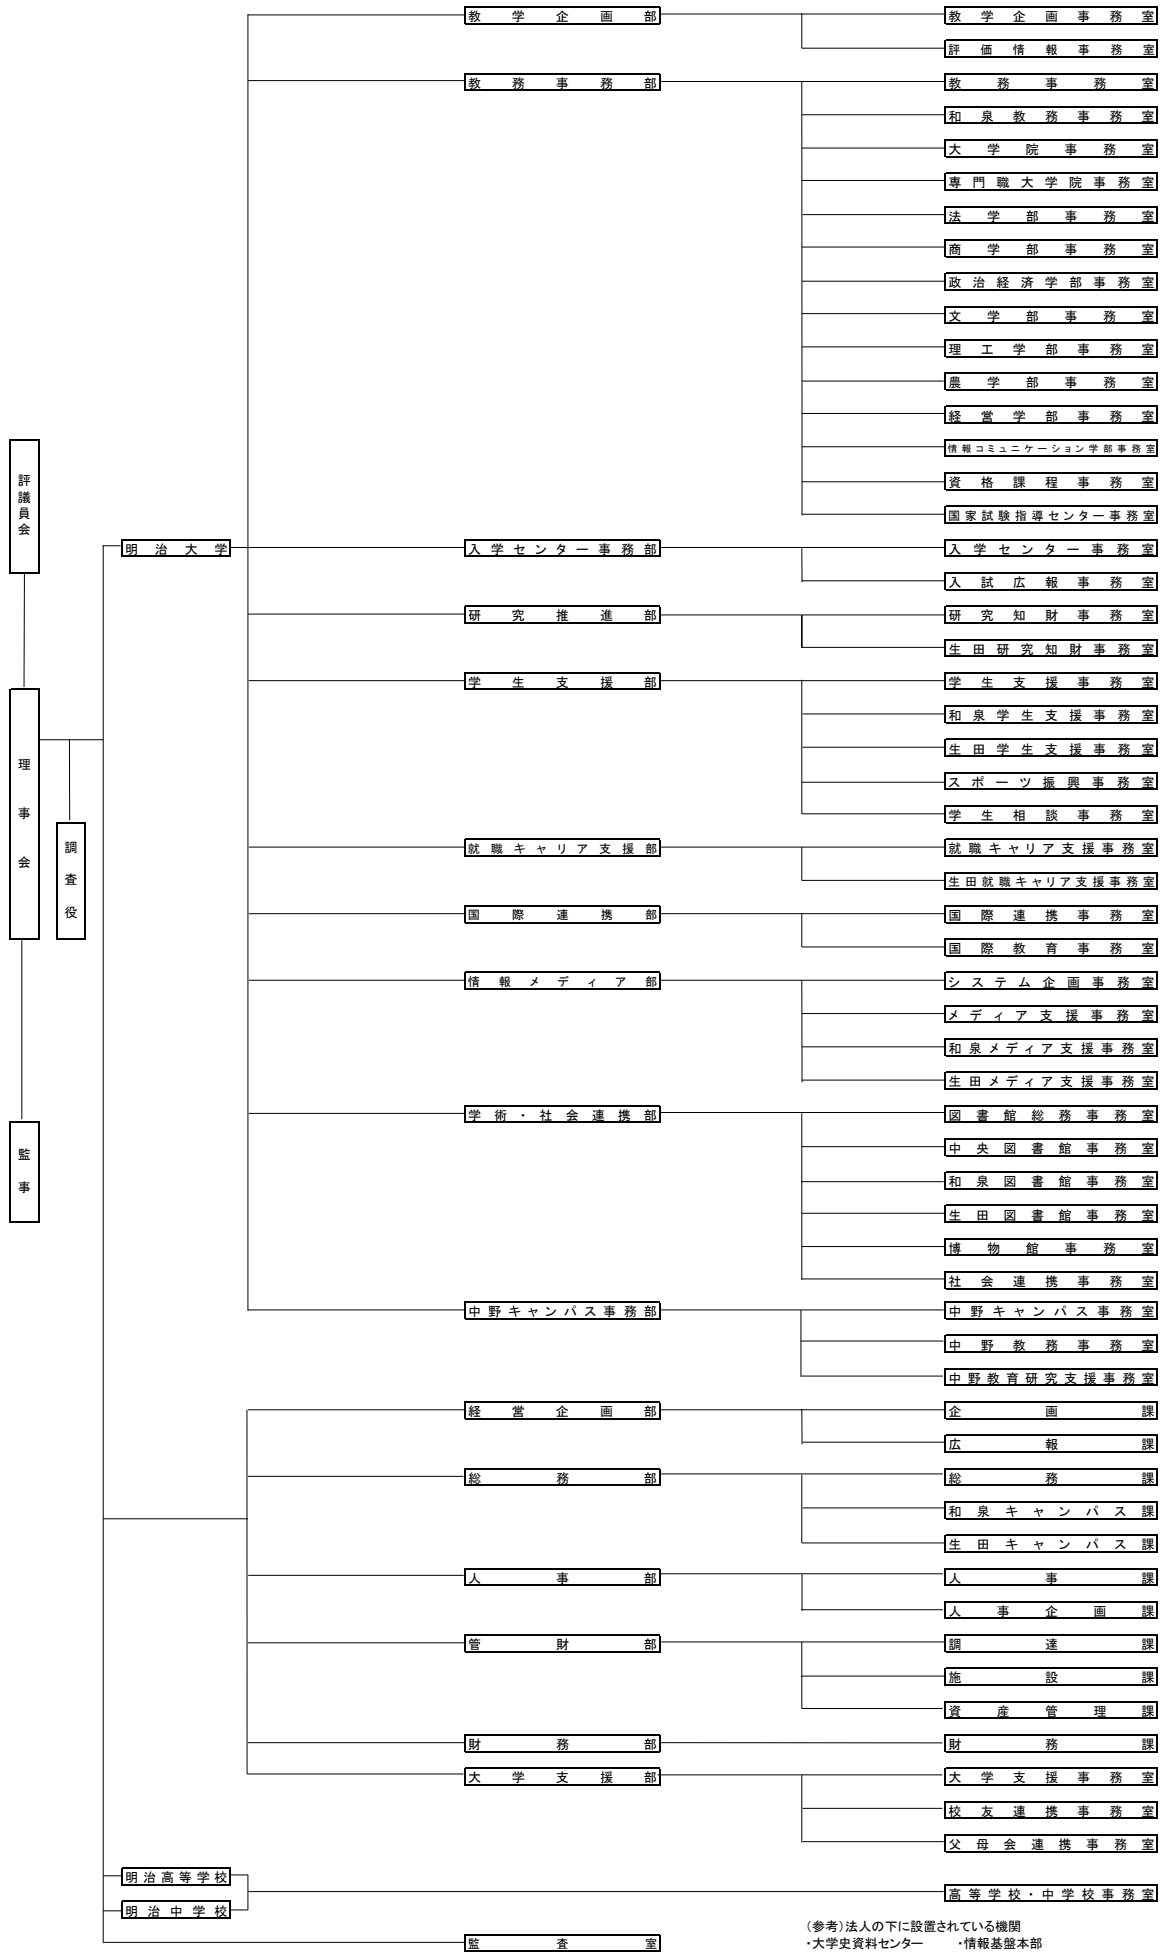 教学企画部
教学企画事務室
評価情報事務室
教務事務部
教務事務室
和泉教務事務室
大学院事務室
専門職大学院事務室
法学部事務室
商学部事務室
政治経済学部事務室
文学部事務室
理工学部事務室
農学部事務室
経営学部事務室
情報コミュニケーション学部事務室
資格課程事務室
国家試験指導センター事務室
評議員会
明治大学
入学センター事務部
入学センター事務室
入試広報事務室
研究推進部
研究知財事務室
生田研究知財事務室
学生支援部
学生支援事務室
和泉学生支援事務室
生田学生支援事務室
スポーツ振興事務室
学生相談事務室
理事会
調査役
就職キャリア支援部
就職キャリア支援事務室
生田就職キャリア支援事務室
国際連携部
国際連携事務室
国際教育事務室
情報メディア部
システム企画事務室
メディア支援事務室
和泉メディア支援事務室
生田メディア支援事務室
監事
学術・社会連携部
図書館総務事務室
中央図書館事務室
和泉図書館事務室
生田図書館事務室
博物館事務室
社会連携事務室
中野キャンパス事務部
中野キャンパス事務室
中野教務事務室
中野教育研究支援事務室
経営企画部
企画課
広報課
総務部
総務課
和泉キャンパス課
生田キャンパス課
人事部
人事課
人事企画課
管財部
調達課
施設課
資産管理課
財務部
財務課
大学支援部
大学支援事務室
校友連携事務室
父母会連携事務室
明治高等学校
明治中学校
高等学校・中学校事務室
監査室
（参考）法人の下に設置されている機関
・大学史資料センター　・情報基盤本部